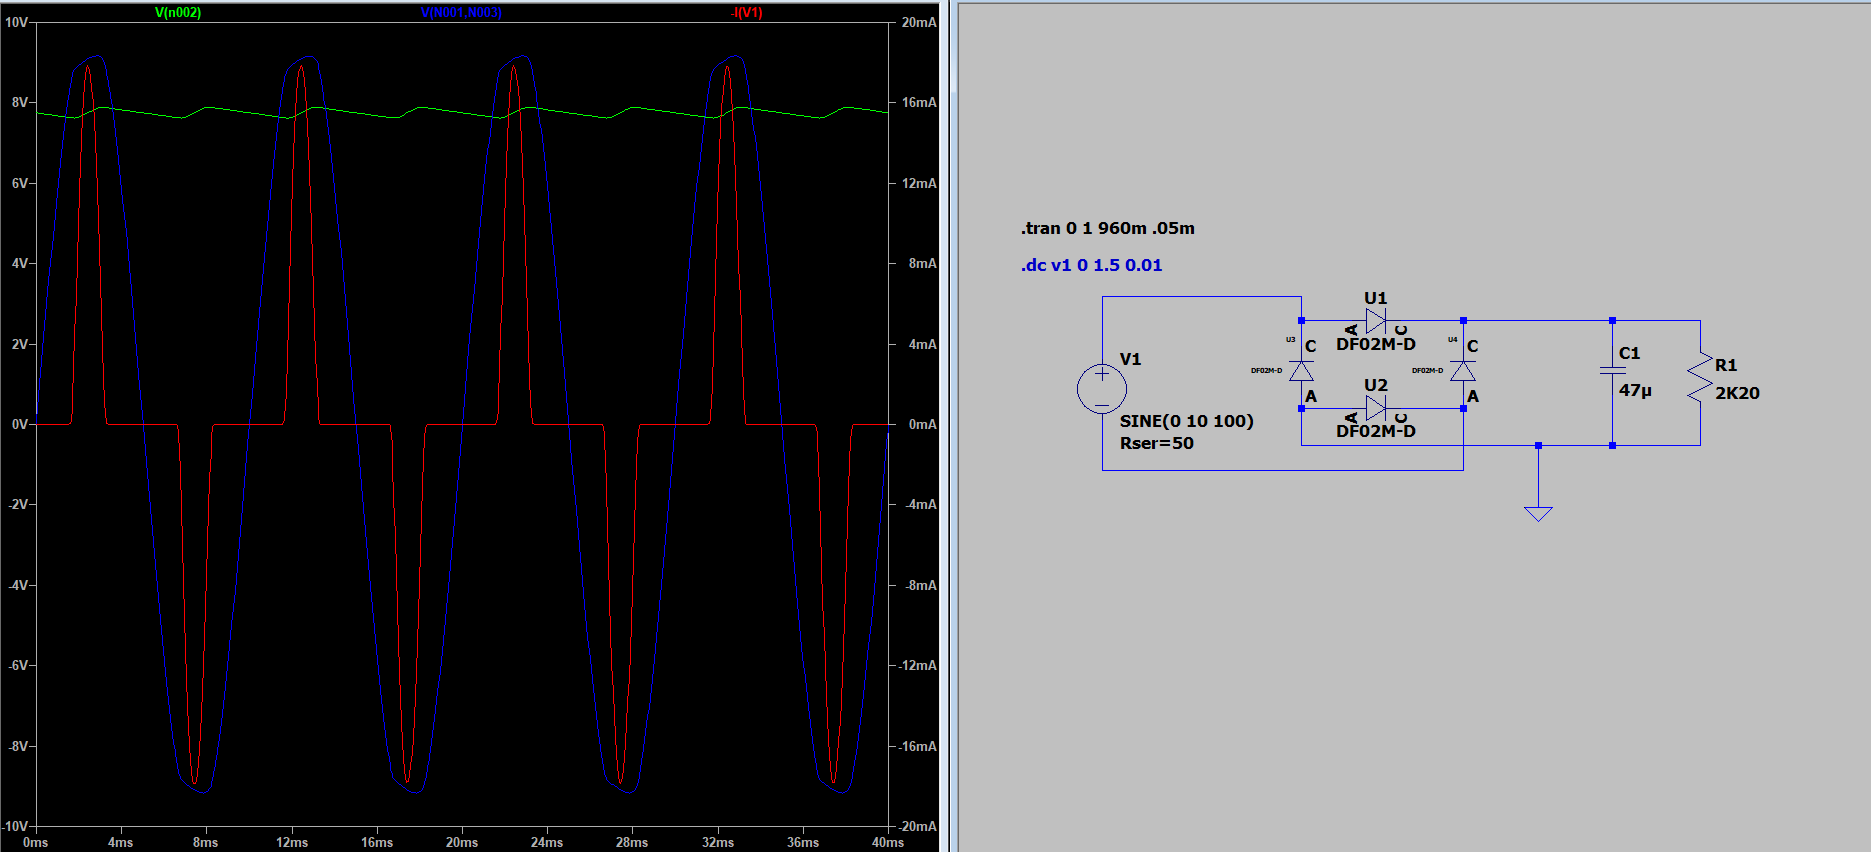 V(n002) V(N001,N003) -I(V1)
10V 20mA
8V 16mA
6V 12mA
4V 8mA
2V 4mA
0V 0mA
-2V -4mA
-4V -8mA
-6V -12mA
-8V -16mA
-10V -20mA
0ms 4ms 8ms 12ms 16ms 20ms 24ms 28ms 32ms 36ms 40ms
.tran 0 1 960m .05m
.dc v1 0 1.5 0.01
U1
A C
DF02M-D
U3 C
DF02M-D
A
U4 C
DF02M-D
A
U2
A C
DF02M-D
V1
SINE(0 10 100)
Rser=50
C1
47µ
R1
2K20